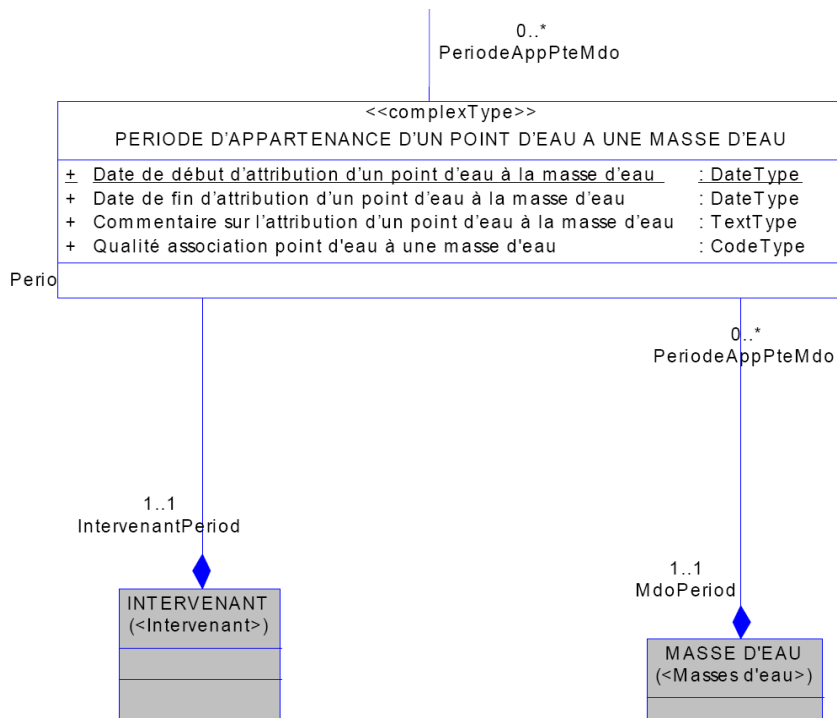 0..*
PeriodeAppPteMdo
<<complexType>>
PERIODE D'APPARTENANCE D'UN POINT D'EAU A UNE MASSE D'EAU
+ Date de début d'attribution d'un point d'eau à la masse d'eau : DateType
+ Date de fin d'attribution d'un point d'eau à la masse d'eau : DateType
+ Commentaire sur l'attribution d'un point d'eau à la masse d'eau : TextType
+ Qualité association point d'eau à une masse d'eau : CodeType
Perio
0..*
PeriodeAppPteMdo
1..1
IntervenantPeriod
1..1
MdoPeriod
INTERVENANT
(<Intervenant>)
MASSE D'EAU
(<Masses d'eau>)